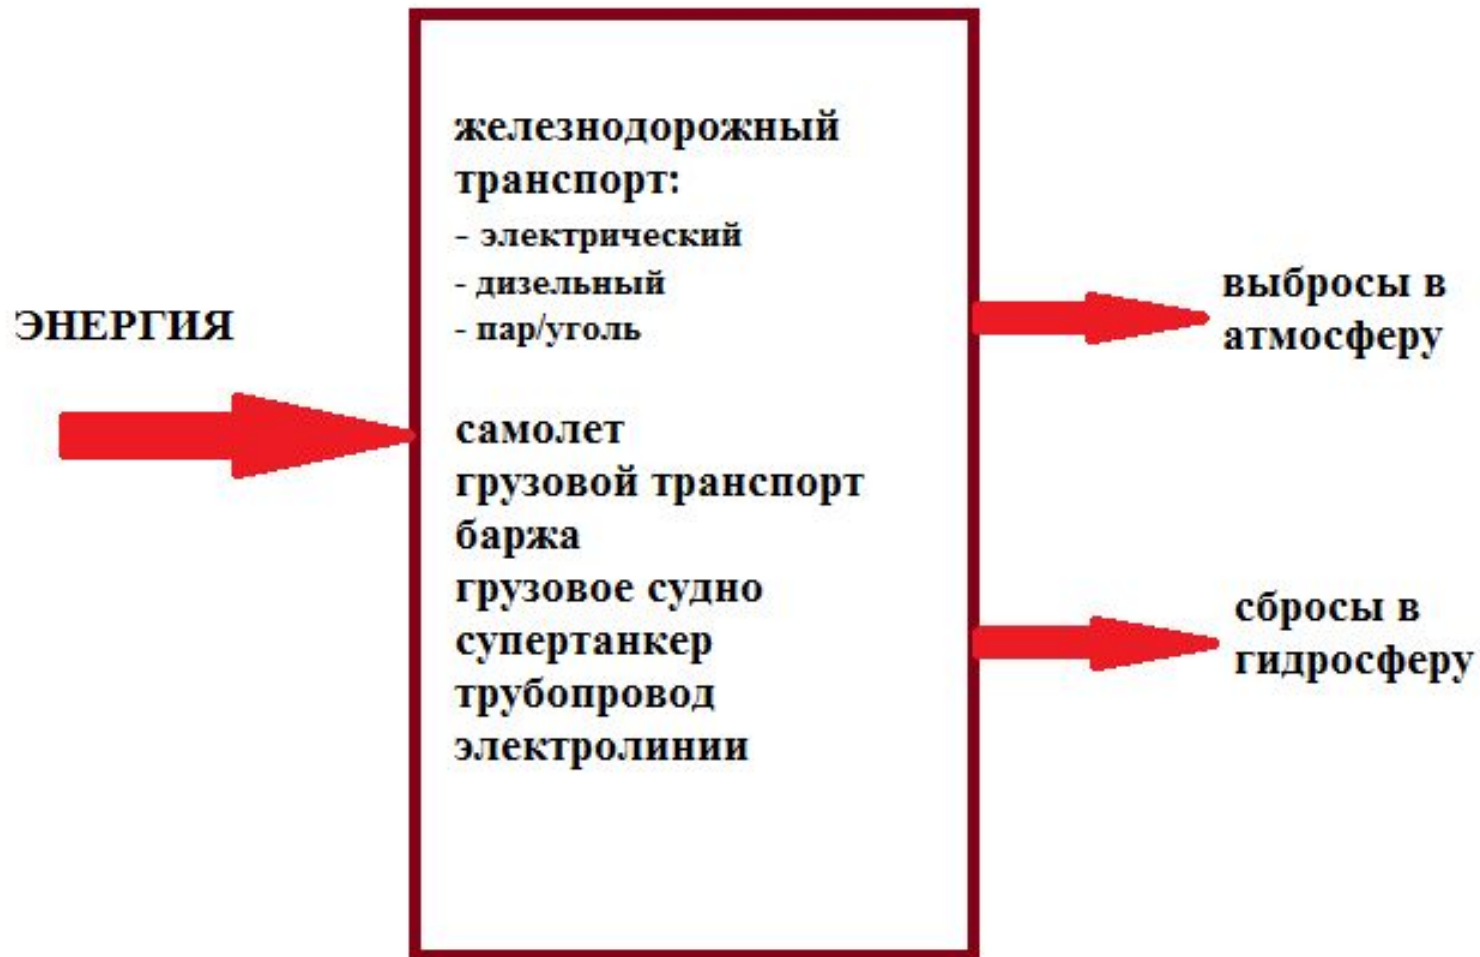 ЭНЕРГИЯ
железнодорожный
транспорт:
- электрический
- дизельный
- пар/уголь
самолет
грузовой транспорт
баржа
грузовое судно
супертанкер
трубопровод
электролинии
выбросы в
атмосферу
сбросы в
гидросферу